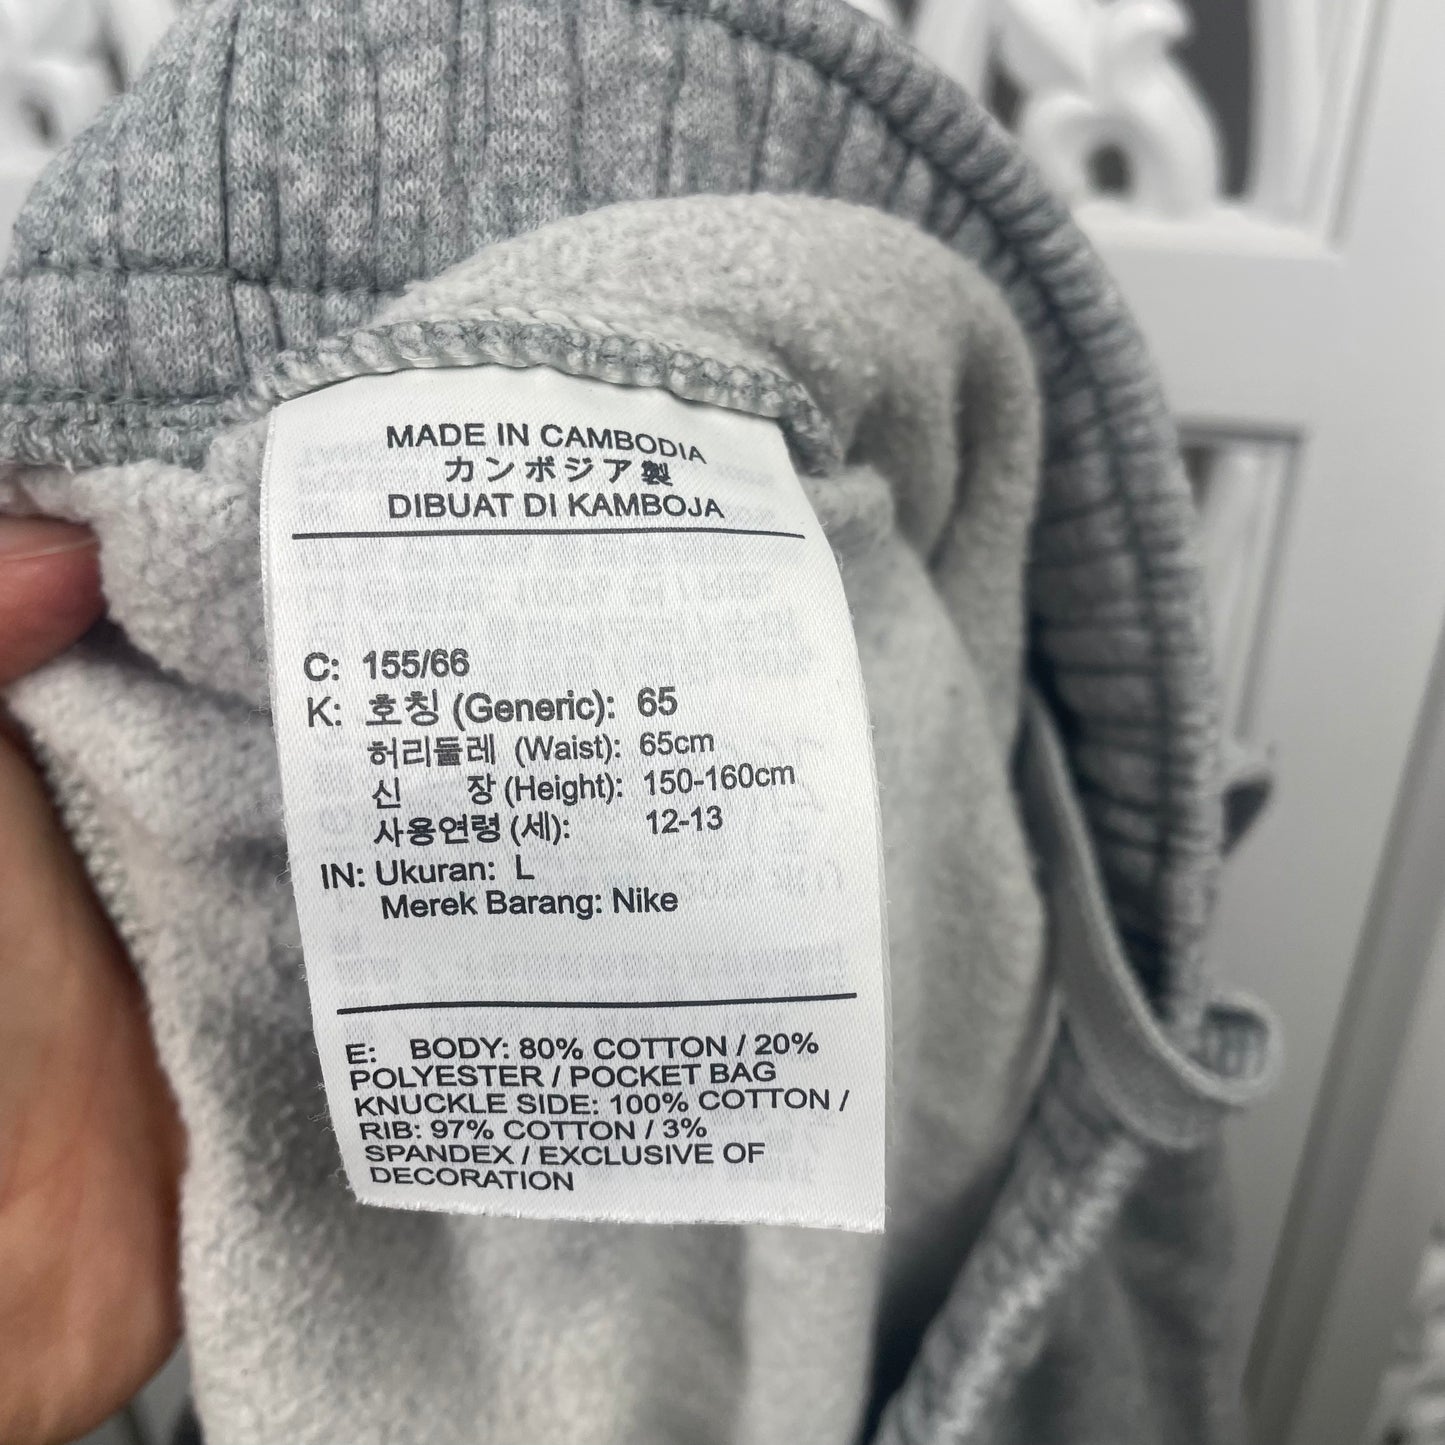 MADE IN CAMBODIA
カンボジア製
DIBUAT DI KAMBOJA
C: 155/66
K: 호칭 (Generic): 65
허리둘레 (Waist): 65cm
신 장 (Height): 150-160cm
사용연령 (세): 12-13
IN: Ukuran: L
Merek Barang: Nike
E: BODY: 80% COTTON / 20%
POLYESTER / POCKET BAG
KNUCKLE SIDE: 100% COTTON /
RIB: 97% COTTON / 3%
SPANDEX / EXCLUSIVE OF
DECORATION